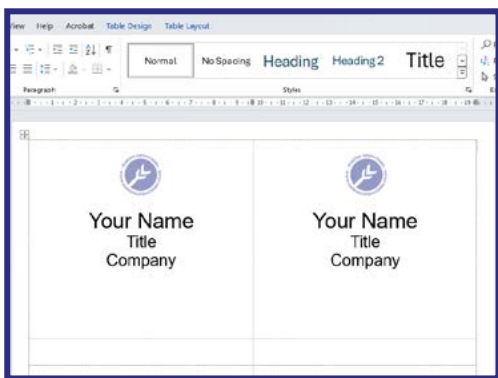 View Help Acrobat Table Design Table Layout
Normal No Spacing Heading Heading 2 Title
Paragraph Styles
Your Name Your Name
Title Title
Company Company